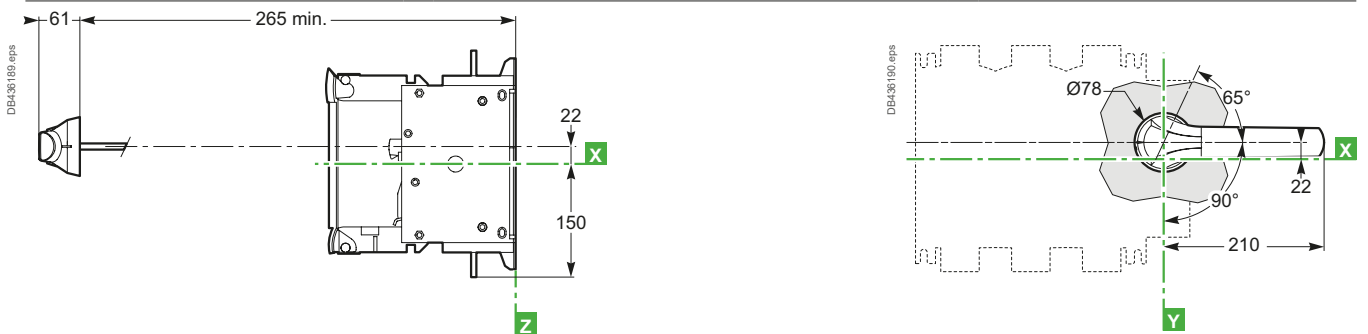 61
265 min.
DB436189.eps
22
X
150
Z
DB436190.eps
Ø78
65°
X
22
90°
210
Y